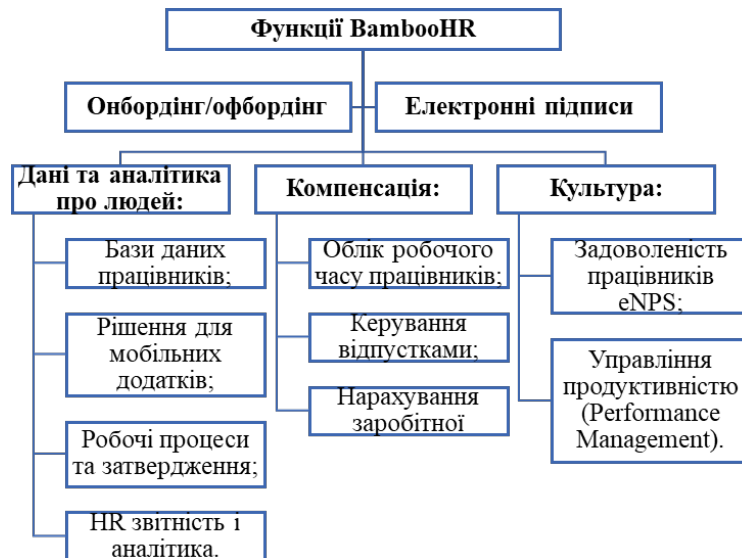 Функції BambooHR
Онбордінг/офбордінг
Електронні підписи
Дані та аналітика
про людей:
Бази даних
працівників;
Рішення для
мобільних
додатків;
Робочі процеси
та затвердження;
HR звітність і
аналітика.
Компенсація:
Облік робочого
часу працівників;
Керування
відпустками;
Нарахування
заробітної
Культура:
Задоволеність
працівників
eNPS;
Управління
продуктивністю
(Performance
Management).